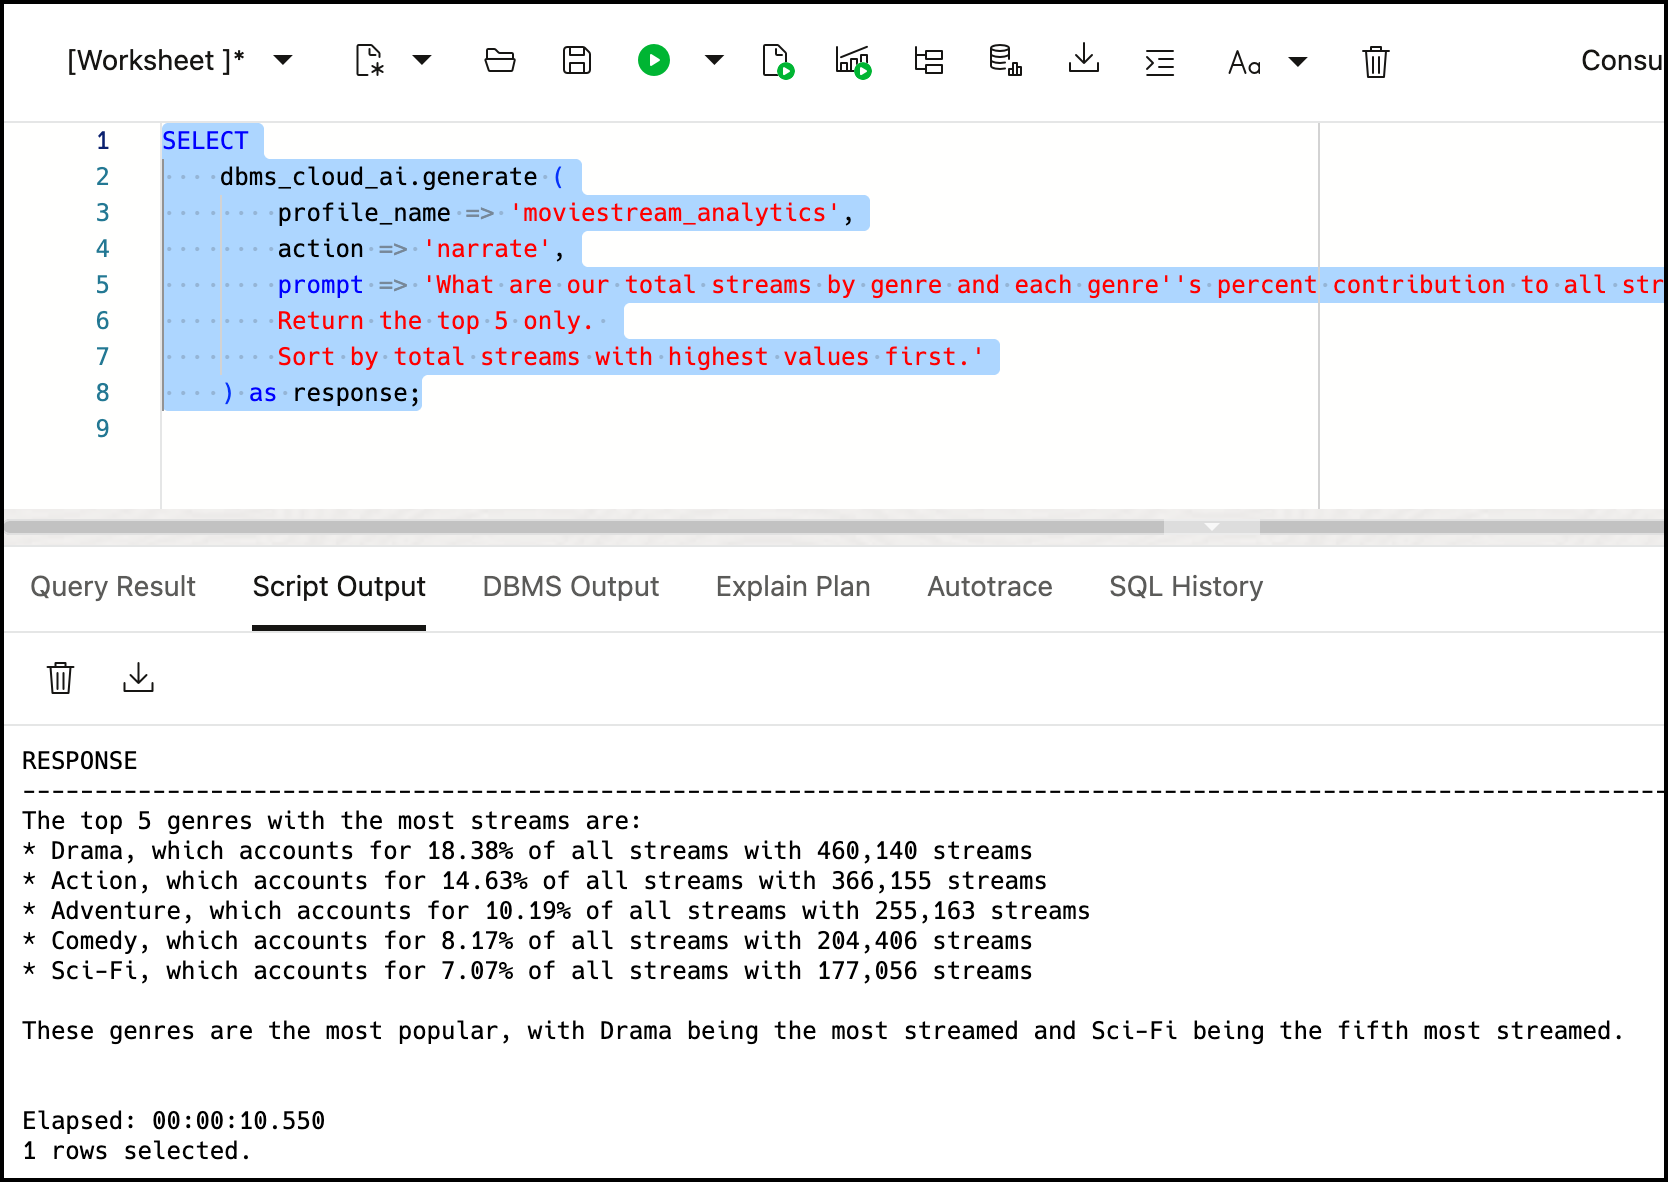 [Worksheet ]*
Aa
Consu
1 SELECT
2 dbms_cloud_ai.generate (
3 profile_name => 'moviestream_analytics',
4 action => 'narrate',
5 prompt => 'What are our total streams by genre and each genre''s percent contribution to all str
6 Return the top 5 only.
7 Sort by total streams with highest values first.'
8 ) as response;
9
Query Result Script Output DBMS Output Explain Plan Autotrace SQL History
RESPONSE
--------------------------------------------------------------------------------------------------------------------
The top 5 genres with the most streams are:
* Drama, which accounts for 18.38% of all streams with 460,140 streams
* Action, which accounts for 14.63% of all streams with 366,155 streams
* Adventure, which accounts for 10.19% of all streams with 255,163 streams
* Comedy, which accounts for 8.17% of all streams with 204,406 streams
* Sci-Fi, which accounts for 7.07% of all streams with 177,056 streams
These genres are the most popular, with Drama being the most streamed and Sci-Fi being the fifth most streamed.
Elapsed: 00:00:10.550
1 rows selected.